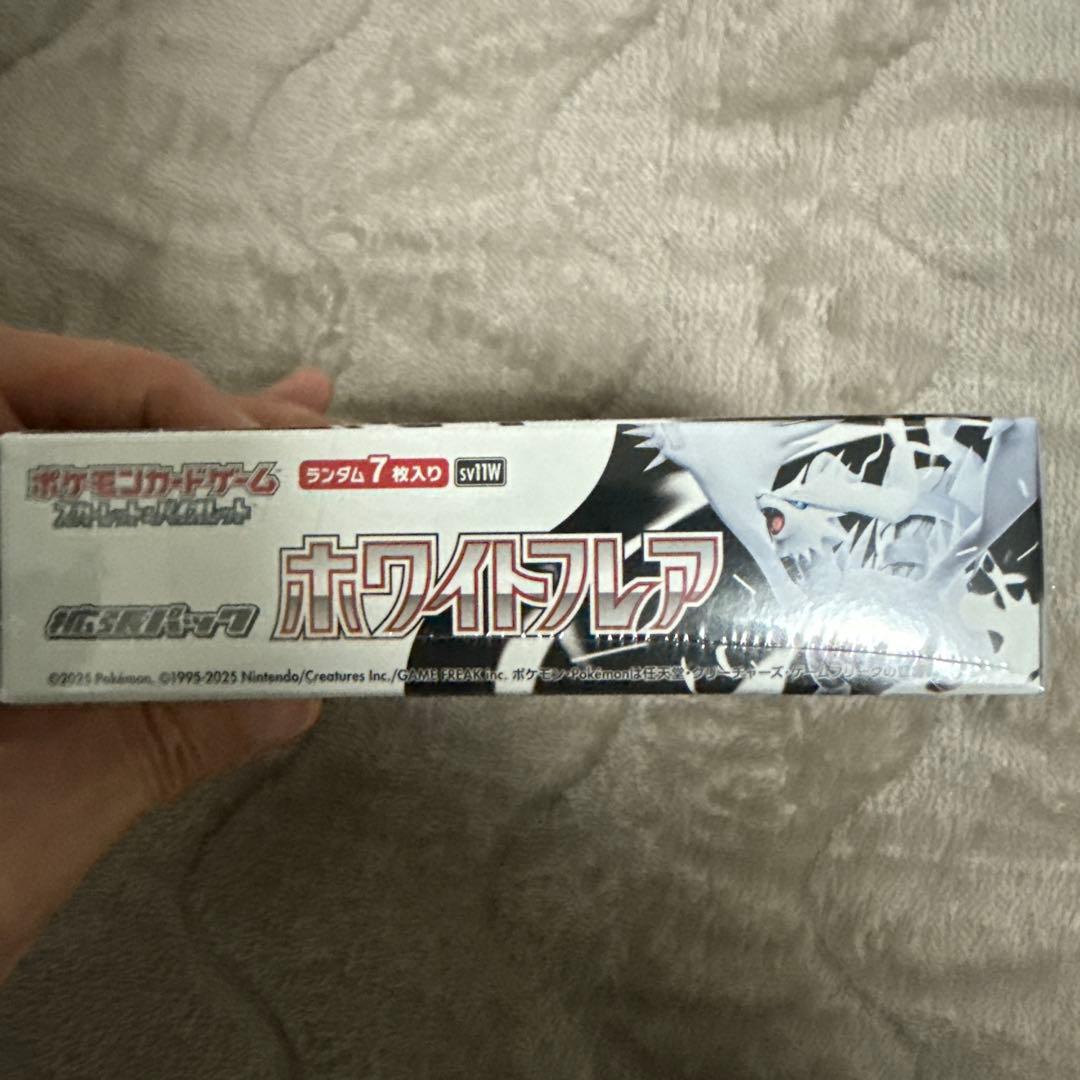 ポケモンカードゲーム
ランダム7枚入り SV11W
スカーレット&バイオレット
拡張パック ホワイトフレア
©2025 Pokémon. ©1995-2025 Nintendo/Creatures Inc./GAME FREAK inc. ポケモン・Pokémonは任天堂・クリーチャーズ・ゲームフリークの